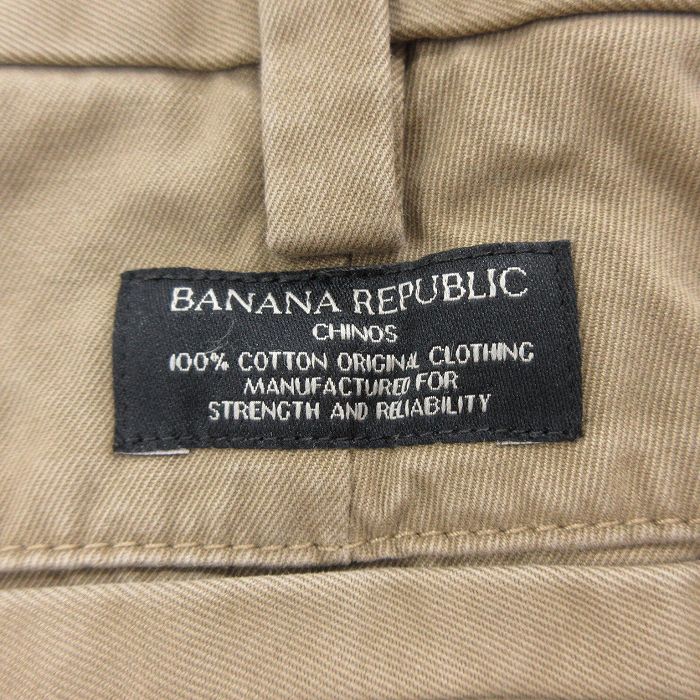 BANANA REPUBLIC
CHINOS
100% COTTON ORIGINAL CLOTHING
MANUFACTURED FOR
STRENGTH AND RELIABILITY